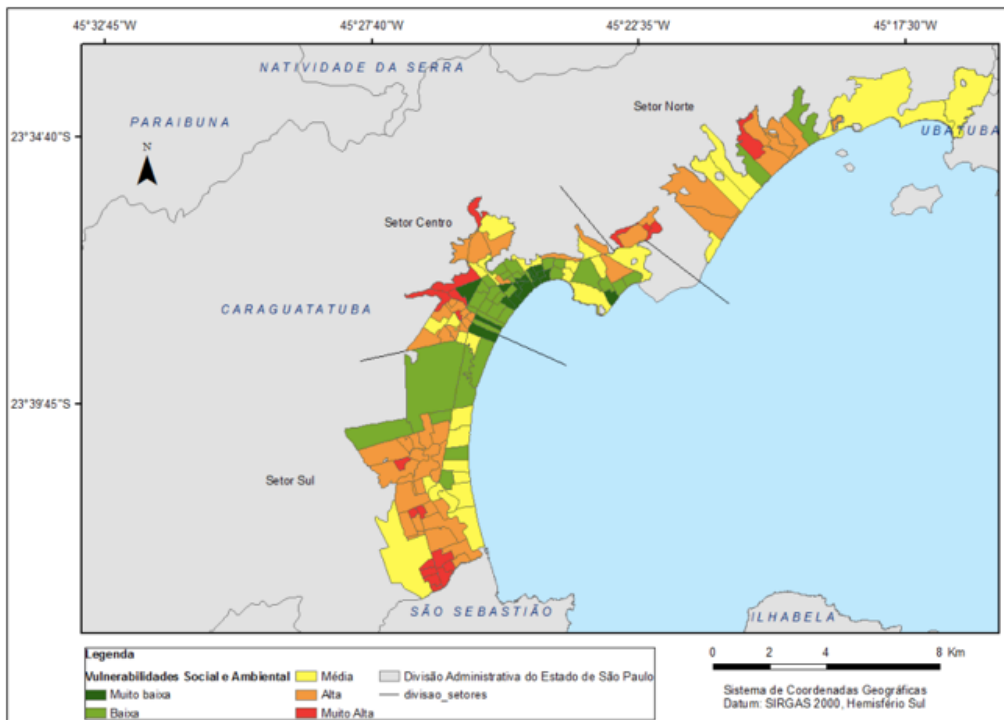 45°32'45"W 45°27'40"W 45°22'35"W 45°17'30"W
NATIVIDADE DA SERRA
Setor Norte
23°34'40"S
PARAIBUNA
UBATUBA
N
Setor Centro
CARAGUATATUBA
23°39'45"S
Setor Sul
SÃO SEBASTIÃO
ILHABELA
Legenda
Vulnerabilidades Social e Ambiental
Muito baixa
Baixa
Média
Alta
Muito Alta
Divisão Administrativa do Estado de São Paulo
divisao_setores
0 2 4 8 Km
Sistema de Coordenadas Geográficas
Datum: SIRGAS 2000, Hemisfério Sul